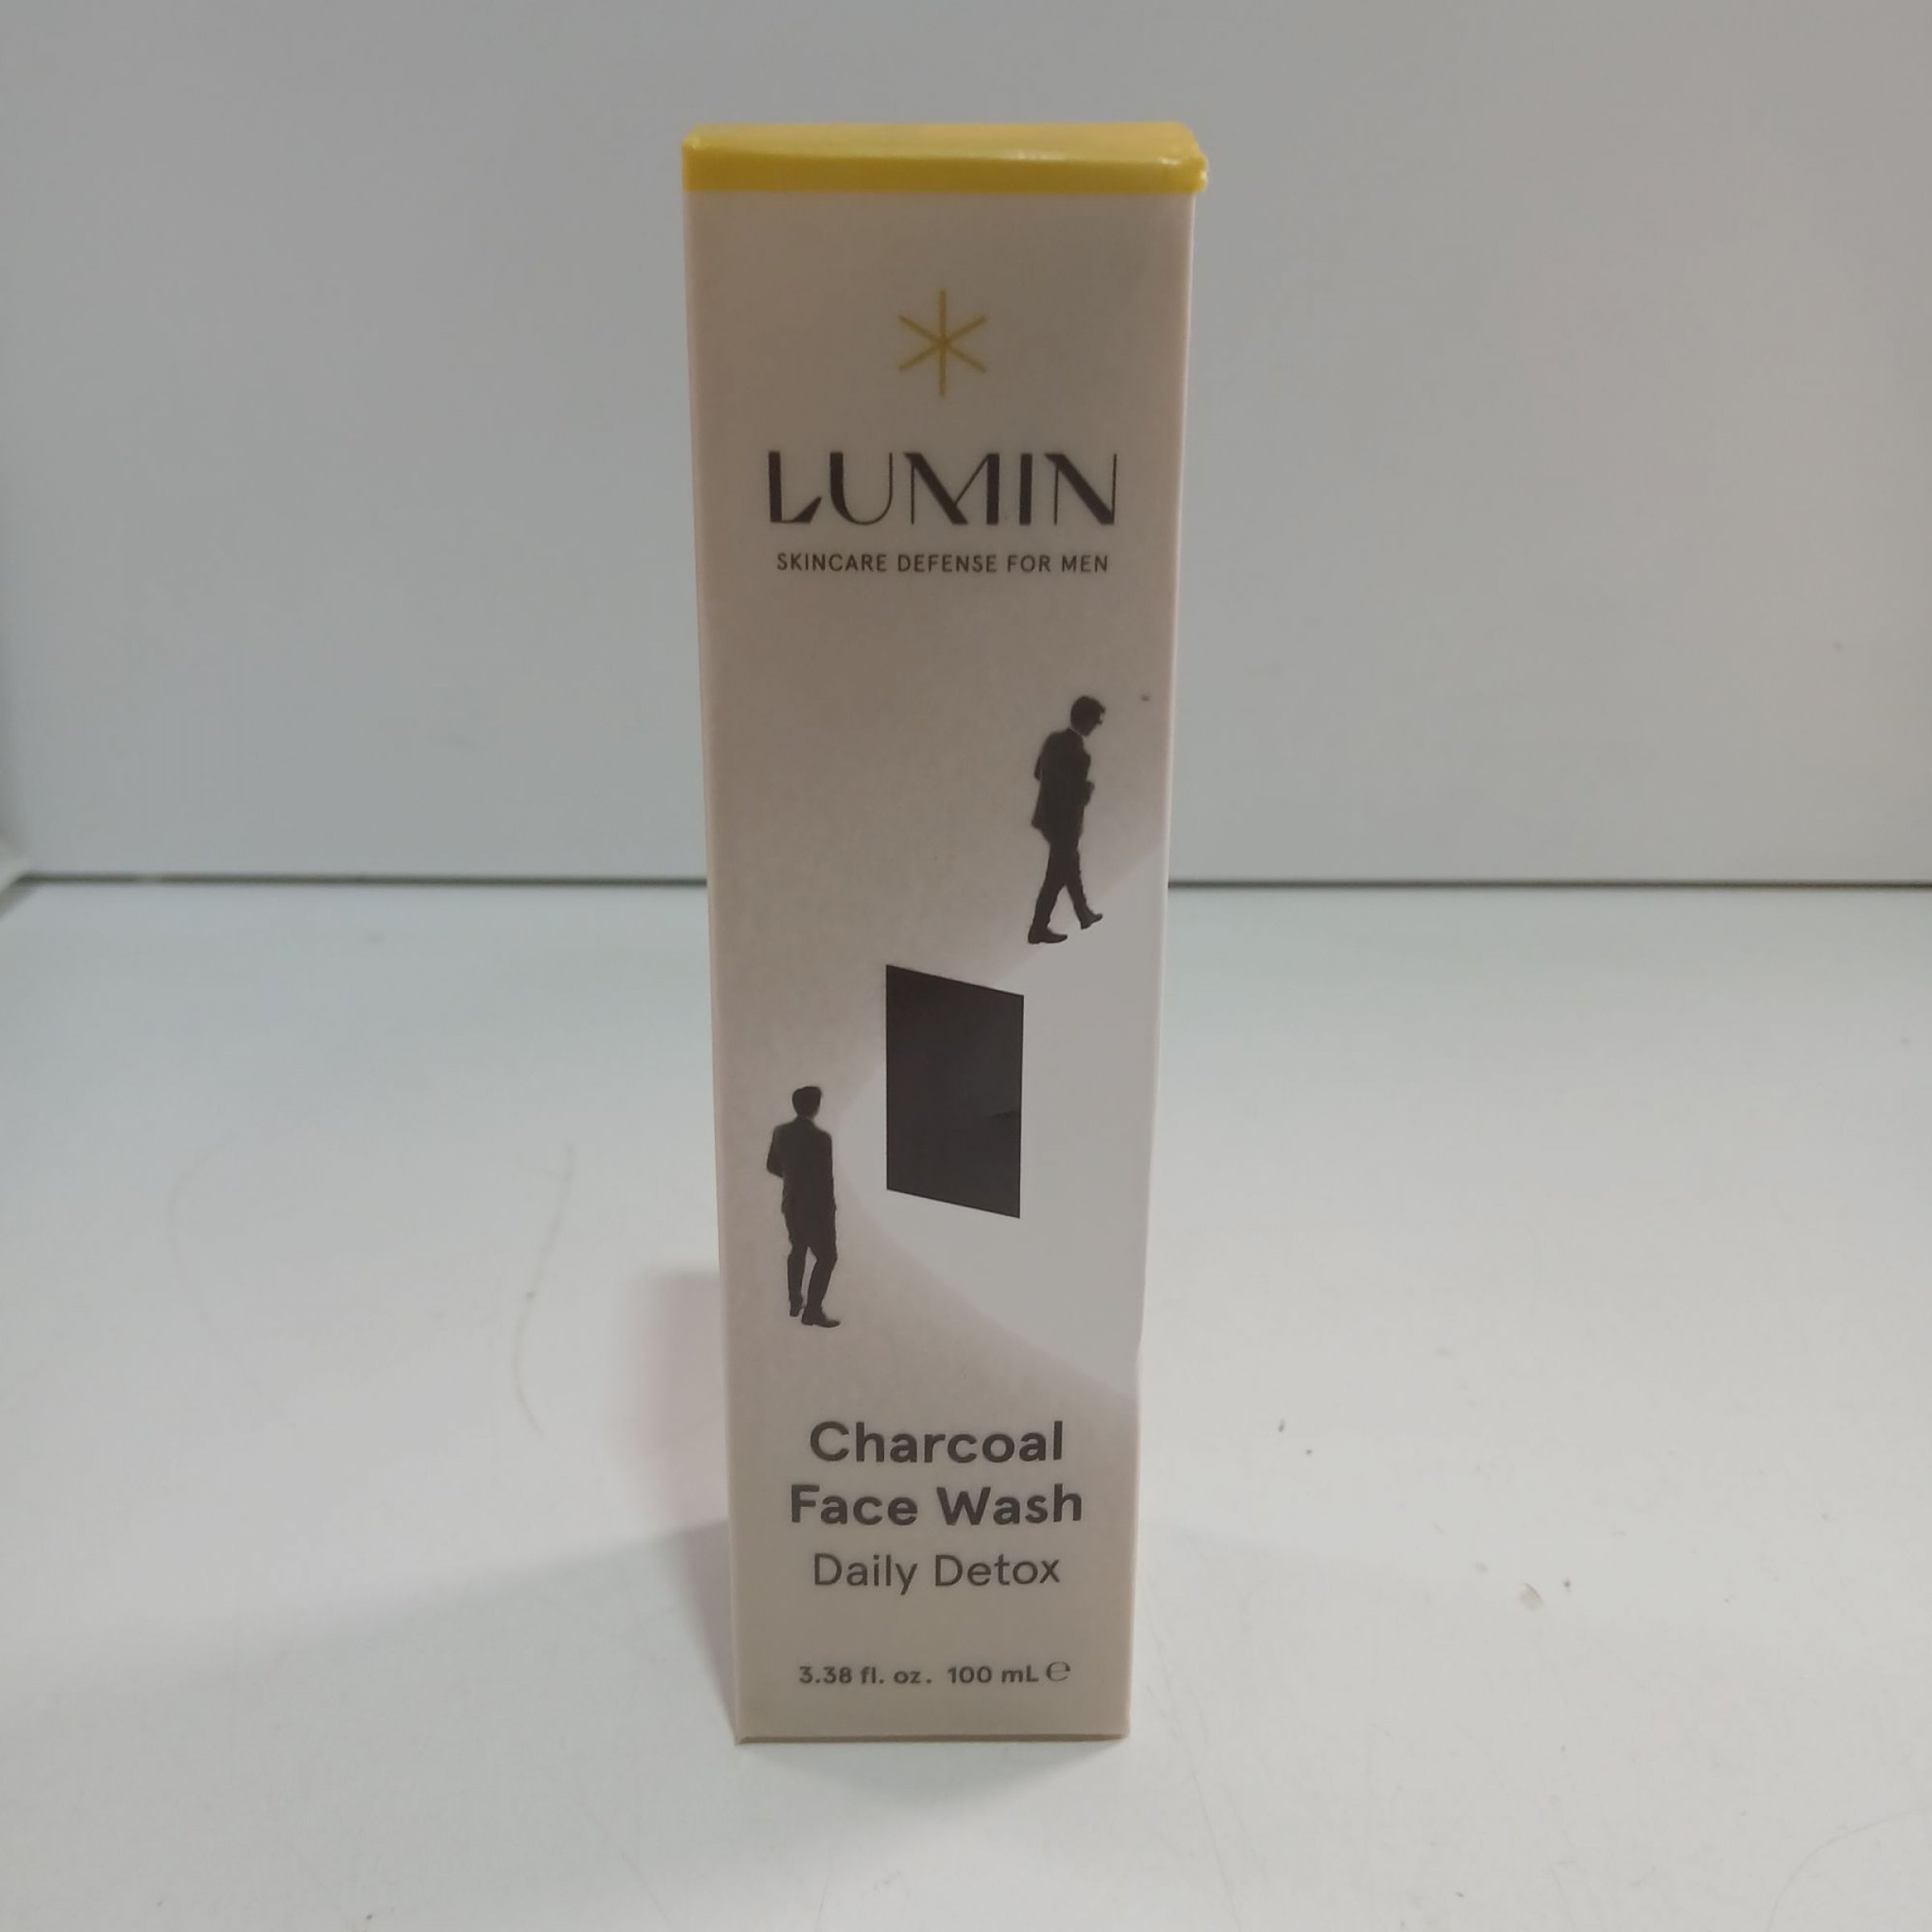 LUMIN
SKINCARE DEFENSE FOR MEN
Charcoal
Face Wash
Daily Detox
3.38 fl. oz. 100 mL ℮